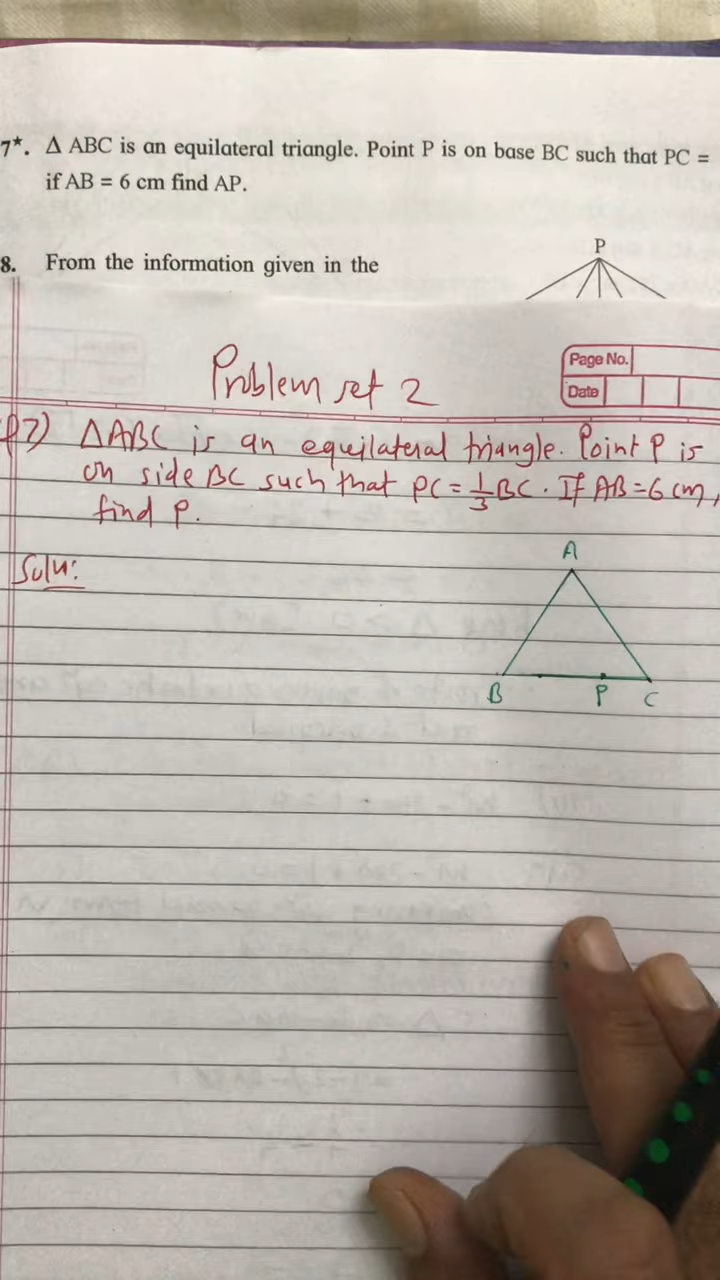 7*. Δ ABC is an equilateral triangle. Point P is on base BC such that PC =
if AB = 6 cm find AP.
8. From the information given in the
P
Problem set 2
Page No.
Date
Q7) ΔABC is an equilateral triangle. Point P is
on side BC such that PC = 1/3 BC. If AB = 6 cm,
find P.
Soln:
A
B P C